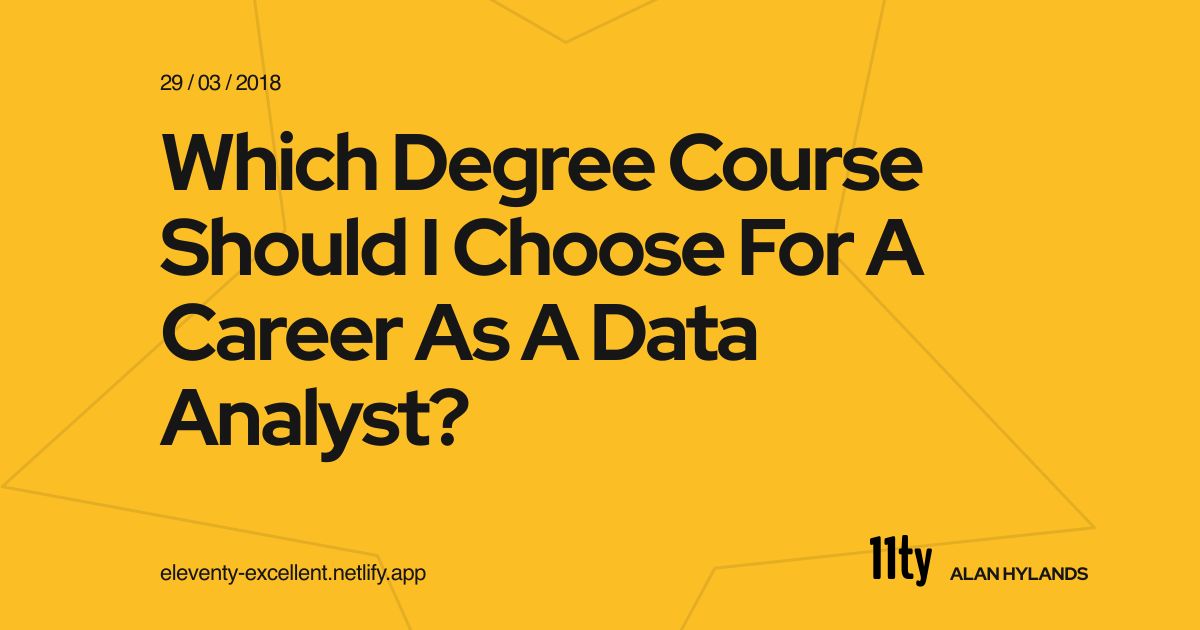 29 / 03 / 2018
Which Degree Course
Should I Choose For A
Career As A Data
Analyst?
eleventy-excellent.netlify.app
11ty
ALAN HYLANDS